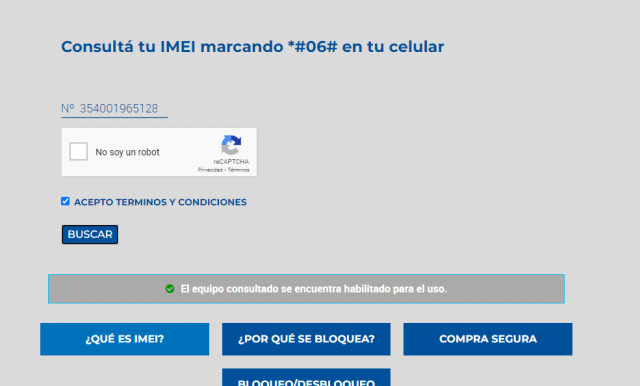 Consultá tu IMEI marcando *#06# en tu celular
Nº 354001965128
No soy un robot
reCAPTCHA
Privacidad - Términos
ACEPTO TERMINOS Y CONDICIONES
BUSCAR
El equipo consultado se encuentra habilitado para el uso.
¿QUÉ ES IMEI? ¿POR QUÉ SE BLOQUEA? COMPRA SEGURA
BLOQUEO/DESBLOQUEO